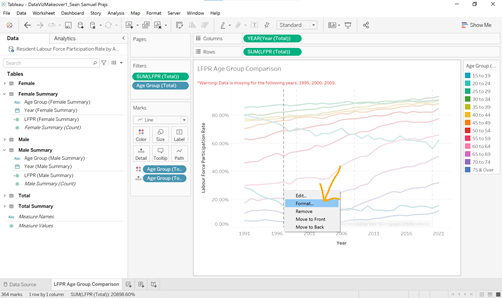 Tableau - DataVizMakeover1_Sean Samuel Prajs
File Data Worksheet Dashboard Story Analysis Map Format Server Window Help
Standard
Show Me
Data
Analytics
Pages
Columns
YEAR(Year (Total))
Rows
SUM(LFPR (Total))
Resident Labour Force Participation Rate by A...
Search
Tables
Female
Female Summary
Age Group (Female Summary)
Year (Female Summary)
LFPR (Female Summary)
Female Summary (Count)
Male
Male Summary
Age Group (Male Summary)
Year (Male Summary)
LFPR (Male Summary)
Male Summary (Count)
Total
Total Summary
Measure Names
Measure Values
Filters
SUM(LFPR (Total))
Age Group (Total)
Marks
Line
Color
Size
Label
Detail
Tooltip
Path
Age Group (To..
Age Group (To..
LFPR Age Group Comparison
*Warning: Data is missing for the following years: 1995, 2000, 2005.
Labour Force Participation Rate
80.00%
60.00%
40.00%
20.00%
0.00%
1991
1996
2006
2011
2016
2021
Year
Edit...
Format...
Remove
Move to Front
Move to Back
Age Group (...
15 to 19
20 to 24
25 to 29
30 to 34
35 to 39
40 to 44
45 to 49
50 to 54
55 to 59
60 to 64
65 to 69
70 to 74
75 & Over
Data Source
LFPR Age Group Comparison
364 marks
1 row by 1 column
SUM(LFPR (Total)): 20898.60%